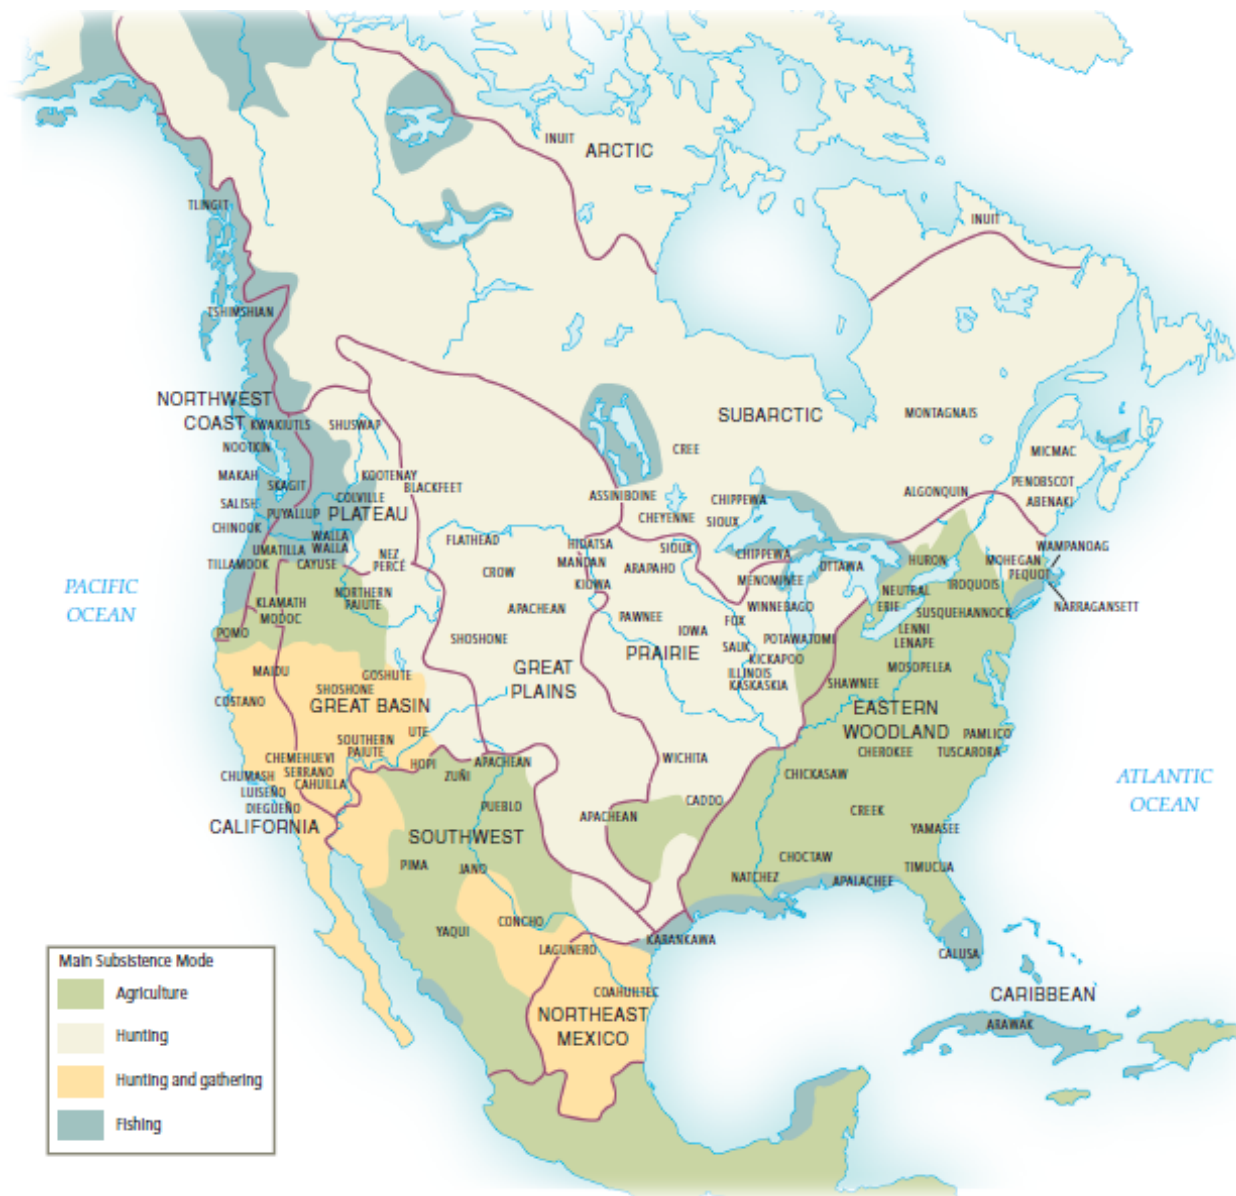 INUIT
ARCTIC
TLINGIT
INUIT
TSHIMSHIAN
NORTHWEST
COAST
KWAKIUTLS
SHUSWAP
SUBARCTIC
MONTAGNAIS
NOOTKIN
CREE
MICMAC
MAKAH
SKAGIT
KOOTENAY
BLACKFEET
PENOBSCOT
ABENAKI
ALGONQUIN
SALISH
PUYALLUP
COLVILLE
PLATEAU
ASSINIBOINE
CHIPPEWA
CHEYENNE
SIOUX
CHINOOK
WALLA
WALLA
FLATHEAD
HIDATSA
MANDAN
SIOUX
CHIPPEWA
WAMPANOAG
UMATILLA
CAYUSE
NEZ
PERCÉ
TILLAMOOK
CROW
KIOWA
ARAPAHO
MENOMINEE
OTTAWA
HURON
MOHEGAN
PEQUOT
PACIFIC
OCEAN
KLAMATH
MODOC
NORTHERN
PAIUTE
APACHEAN
PAWNEE
WINNEBAGO
FOX
NEUTRAL
ERIE
IROQUOIS
SUSQUEHANNOCK
NARRAGANSETT
POMO
SHOSHONE
IOWA
SAUK
POTAWATOMI
LENNI
LENAPE
PRAIRIE
KICKAPOO
ILLINOIS
KASKASKIA
MOSOPELEA
MAIDU
GOSHUTE
SHOSHONE
GREAT BASIN
GREAT
PLAINS
SHAWNEE
COSTANO
EASTERN
WOODLAND
PAMLICO
UTE
SOUTHERN
PAIUTE
CHEROKEE
TUSCARORA
CHEMEHUEVI
SERRANO
CAHUILLA
HOPI
ZUÑI
APACHEAN
WICHITA
CHUMASH
LUISEÑO
DIEGUEÑO
CALIFORNIA
CHICKASAW
ATLANTIC
OCEAN
PUEBLO
APACHEAN
CADDO
CREEK
YAMASEE
SOUTHWEST
PIMA
JANO
CHOCTAW
NATCHEZ
APALACHEE
TIMUCUA
YAQUI
CONCHO
LAGUNERO
KARANKAWA
CALUSA
COAHUILTEC
NORTHEAST
MEXICO
CARIBBEAN
ARAWAK
Main Subsistence Mode
Agriculture
Hunting
Hunting and gathering
Fishing